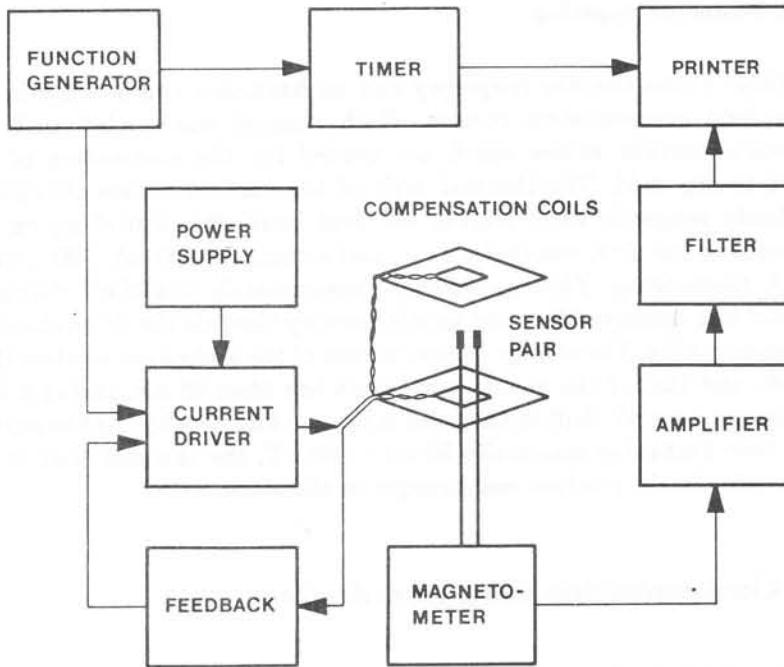 FUNCTION
GENERATOR
TIMER
PRINTER
POWER
SUPPLY
COMPENSATION COILS
FILTER
SENSOR
PAIR
CURRENT
DRIVER
AMPLIFIER
FEEDBACK
MAGNETO-
METER